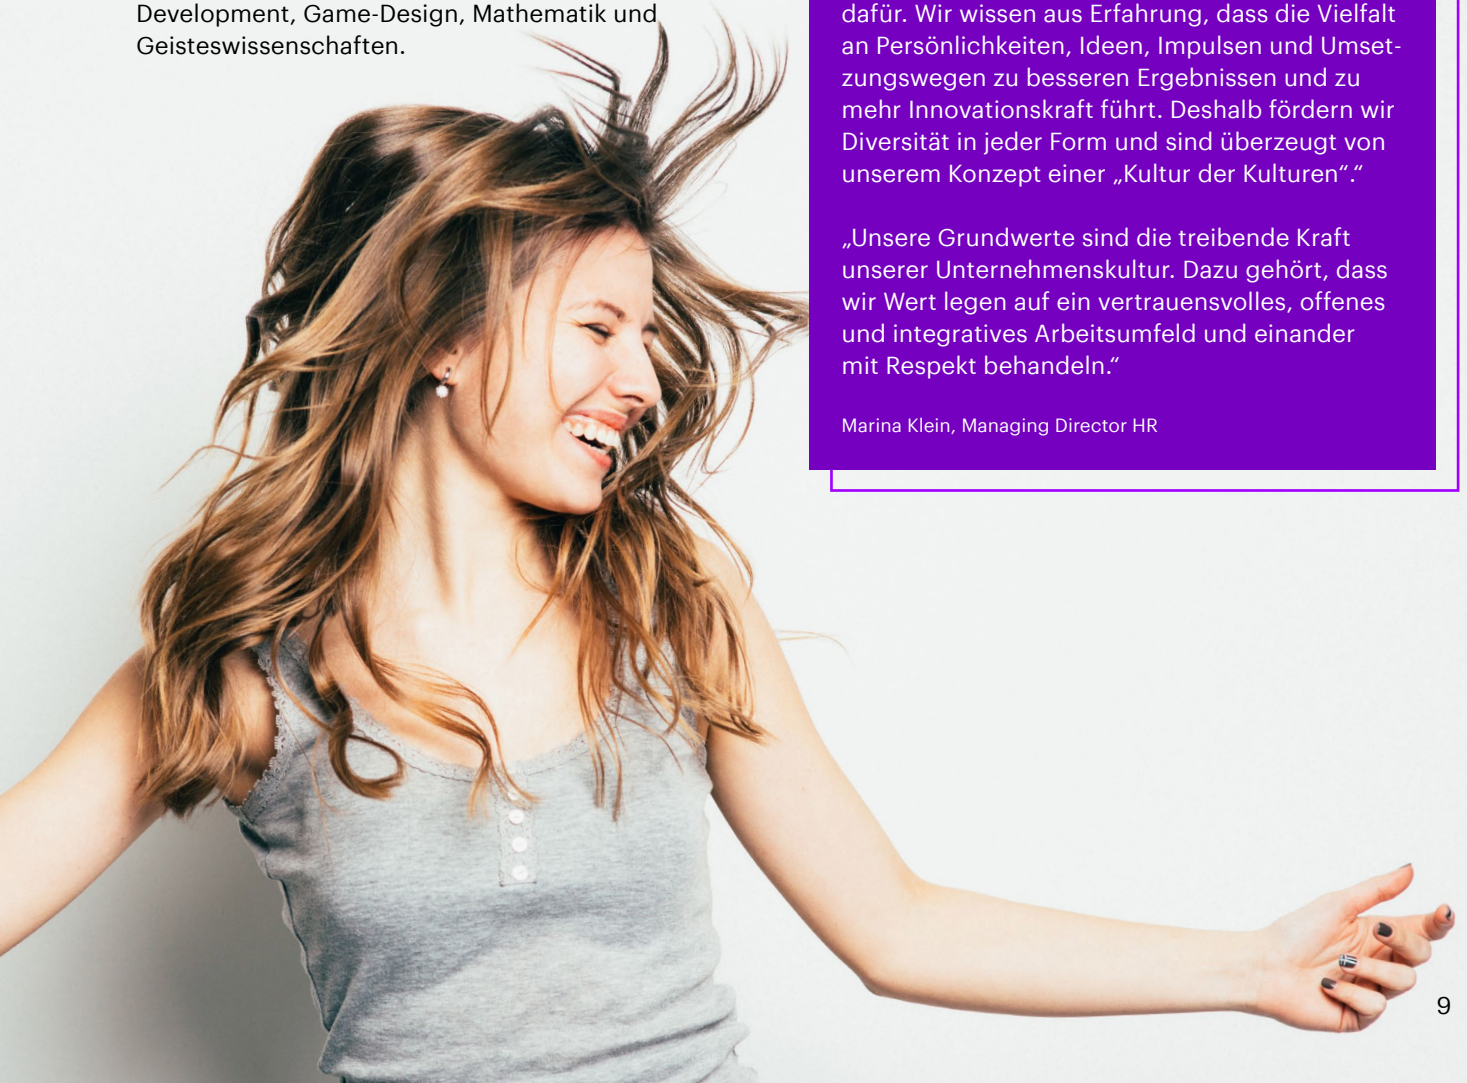 Development, Game-Design, Mathematik und
Geisteswissenschaften.
dafür. Wir wissen aus Erfahrung, dass die Vielfalt
an Persönlichkeiten, Ideen, Impulsen und Umset-
zungswegen zu besseren Ergebnissen und zu
mehr Innovationskraft führt. Deshalb fördern wir
Diversität in jeder Form und sind überzeugt von
unserem Konzept einer „Kultur der Kulturen“.“
„Unsere Grundwerte sind die treibende Kraft
unserer Unternehmenskultur. Dazu gehört, dass
wir Wert legen auf ein vertrauensvolles, offenes
und integratives Arbeitsumfeld und einander
mit Respekt behandeln.“
Marina Klein, Managing Director HR
9